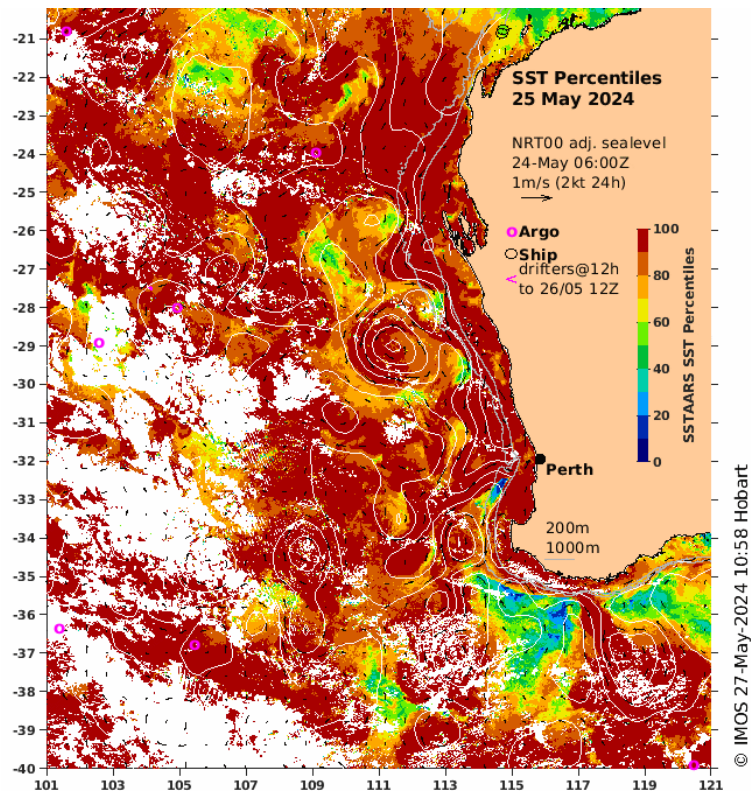 SST Percentiles
25 May 2024
NRT00 adj. sealevel
24-May 06:00Z
1m/s (2kt 24h)
Argo
Ship
drifters@12h
to 26/05 12Z
100
80
60
40
20
0
SSTAARS SST Percentiles
Perth
200m
1000m
-21
-22
-23
-24
-25
-26
-27
-28
-29
-30
-31
-32
-33
-34
-35
-36
-37
-38
-39
-40
101
103
105
107
109
111
113
115
117
119
121
© IMOS 27-May-2024 10:58 Hobart